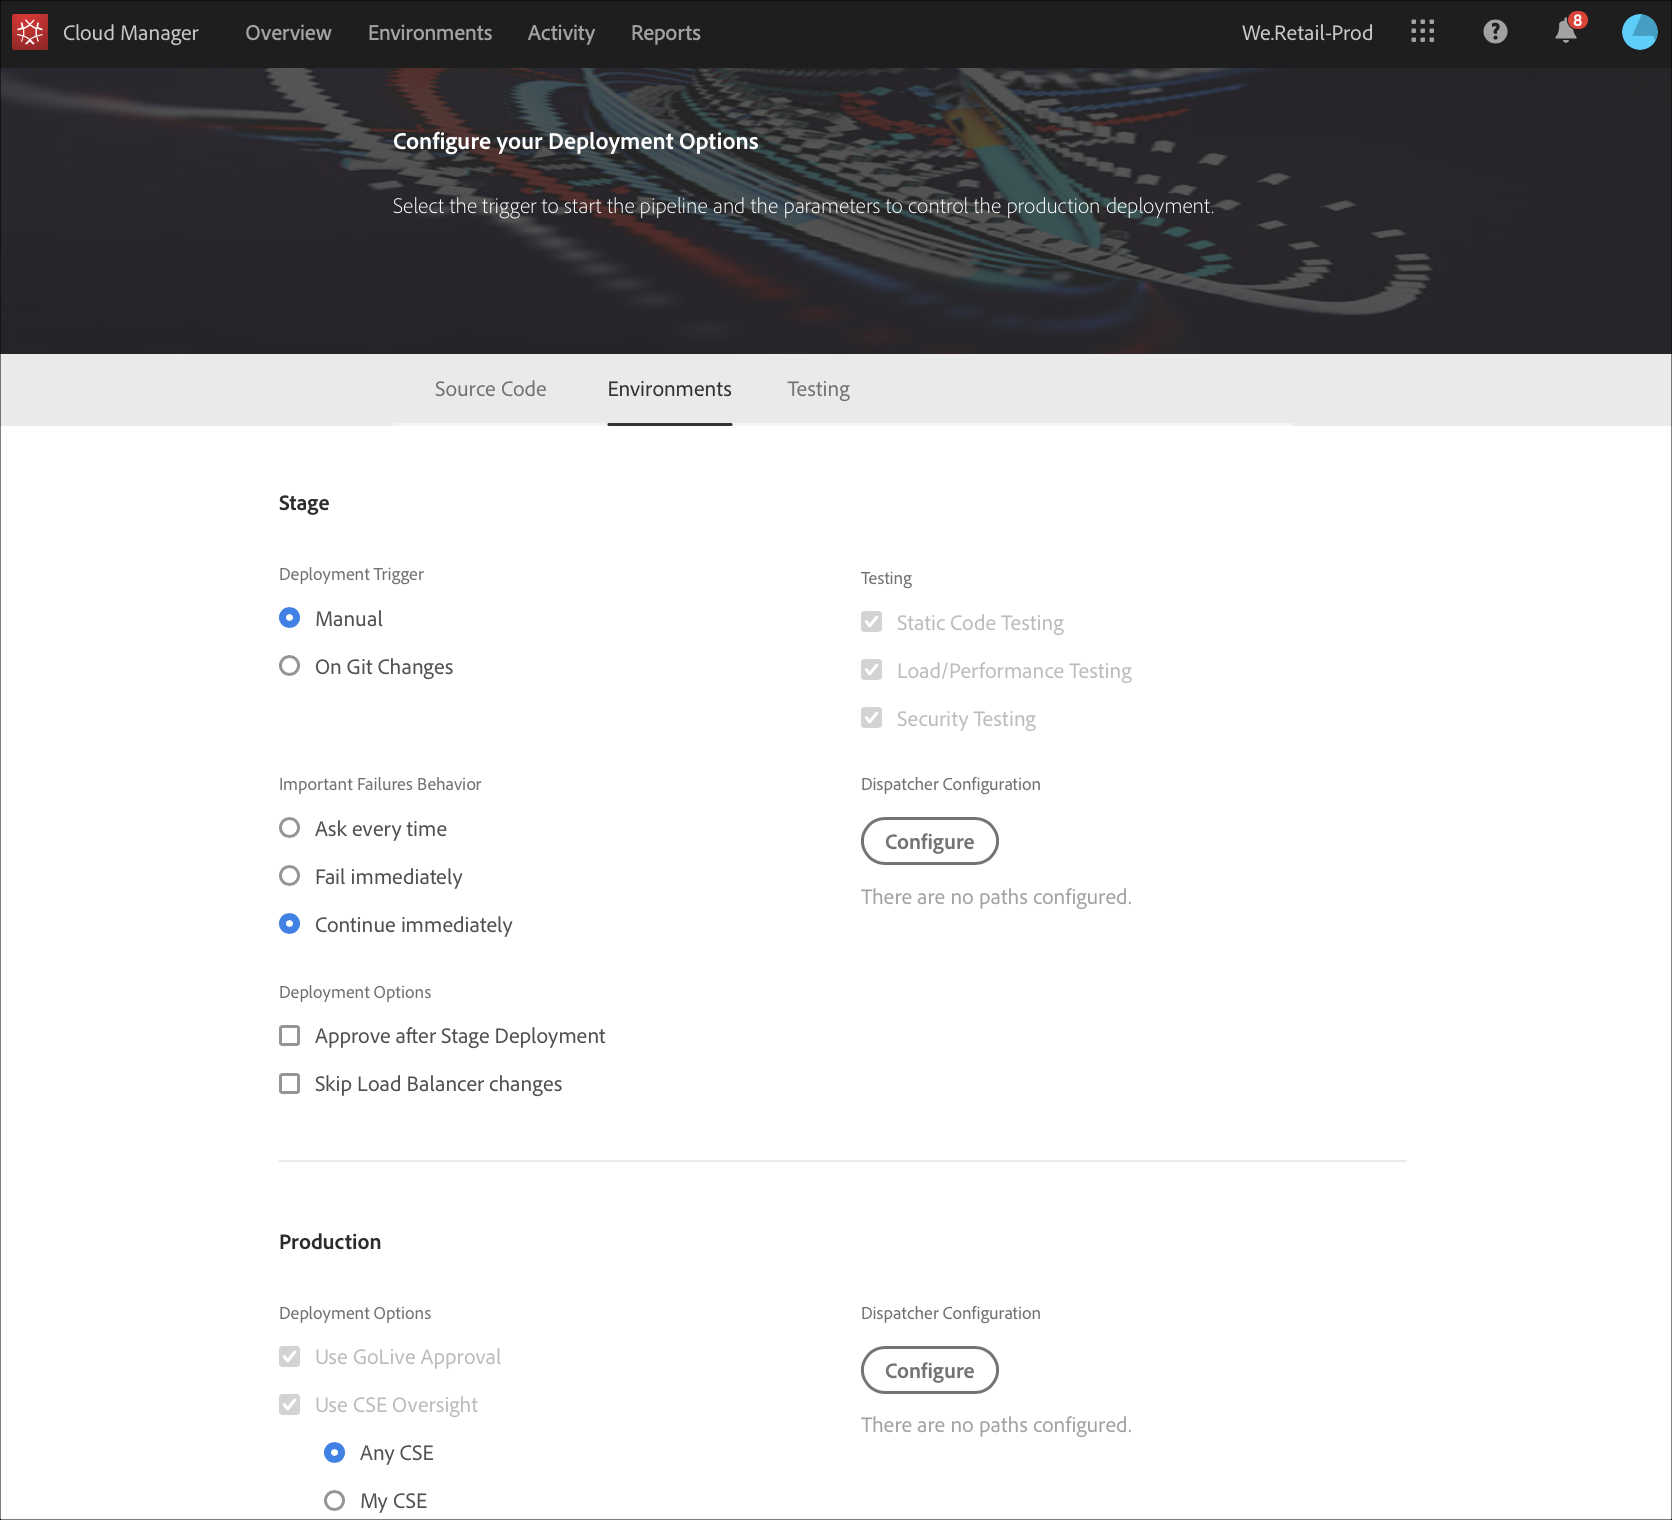 Cloud Manager Overview Environments Activity Reports We.Retail-Prod 8
Configure your Deployment Options
Select the trigger to start the pipeline and the parameters to control the production deployment.
Source Code Environments Testing
Stage
Deployment Trigger
Manual
On Git Changes
Testing
Static Code Testing
Load/Performance Testing
Security Testing
Important Failures Behavior
Ask every time
Fail immediately
Continue immediately
Dispatcher Configuration
Configure
There are no paths configured.
Deployment Options
Approve after Stage Deployment
Skip Load Balancer changes
Production
Deployment Options
Use GoLive Approval
Use CSE Oversight
Any CSE
My CSE
Dispatcher Configuration
Configure
There are no paths configured.